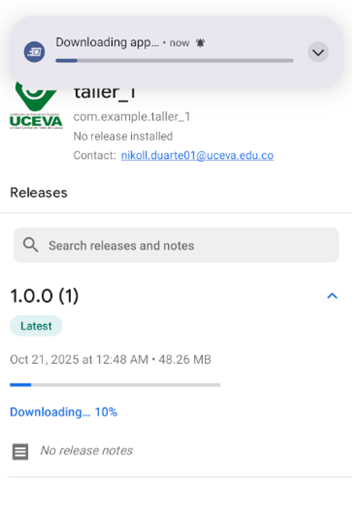 Downloading app... • now
taller_1
UCEVA
com.example.taller_1
No release installed
Contact: nikoll.duarte01@uceva.edu.co
Releases
Search releases and notes
1.0.0 (1)
Latest
Oct 21, 2025 at 12:48 AM • 48.26 MB
Downloading... 10%
No release notes